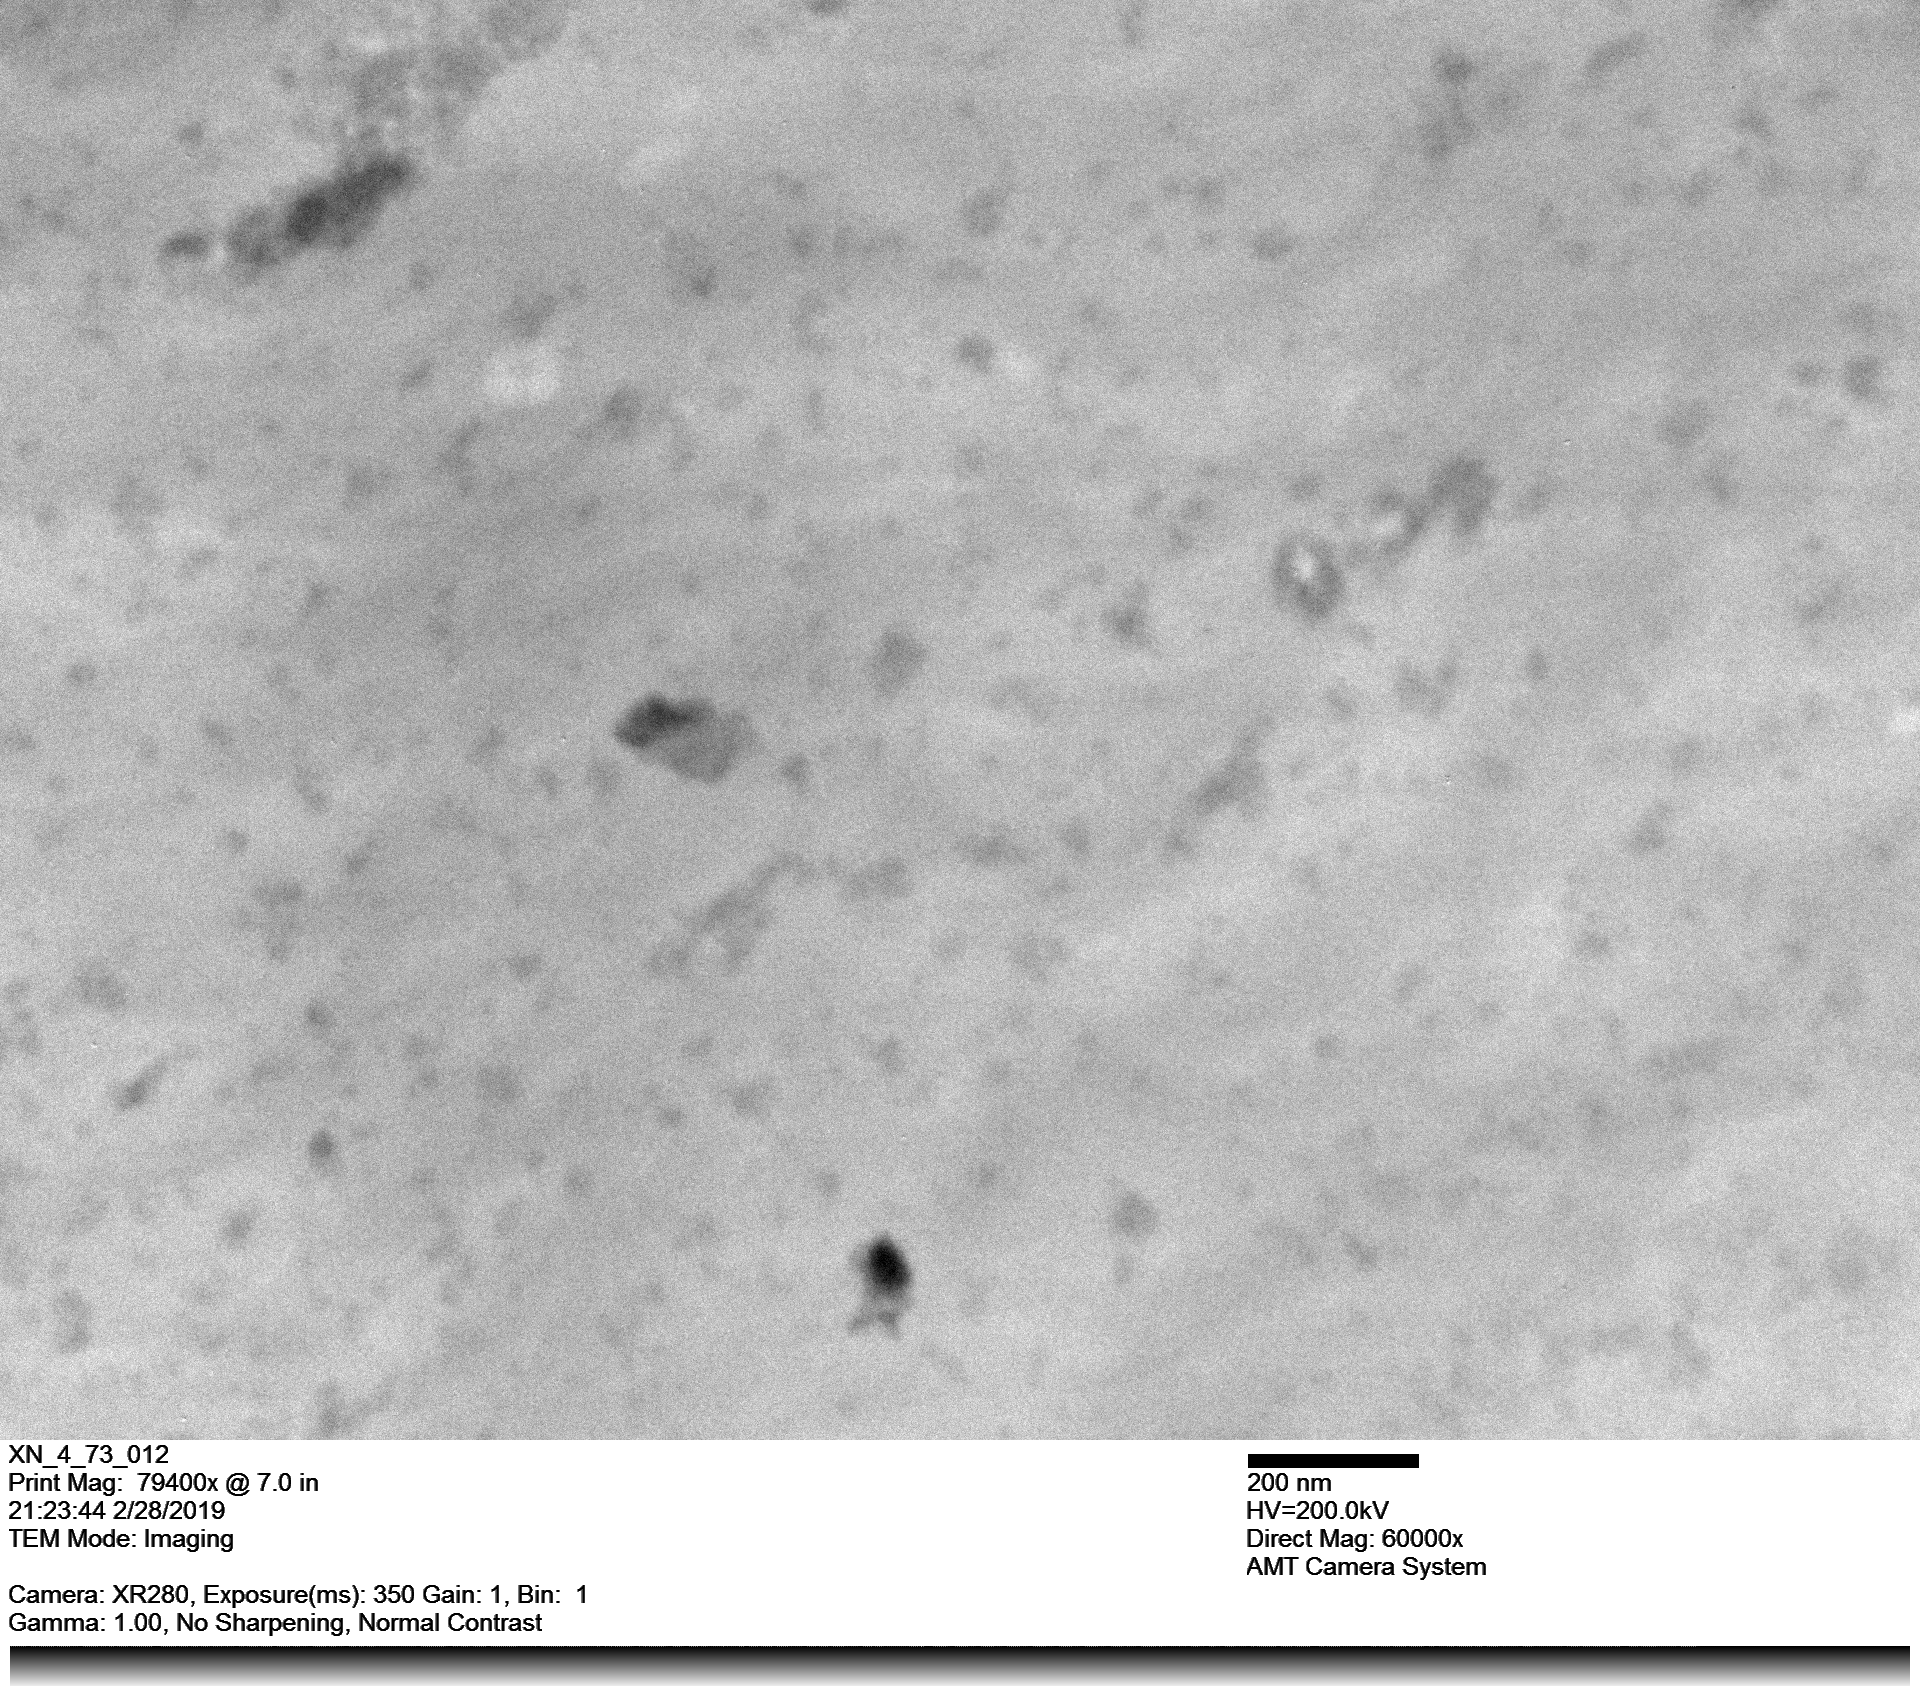 XN_4_73_012
Print Mag:  79400x @ 7.0 in
21:23:44 2/28/2019
TEM Mode: Imaging
Camera: XR280, Exposure(ms): 350 Gain: 1, Bin:  1
Gamma: 1.00, No Sharpening, Normal Contrast
200 nm
HV=200.0kV
Direct Mag: 60000x
AMT Camera System